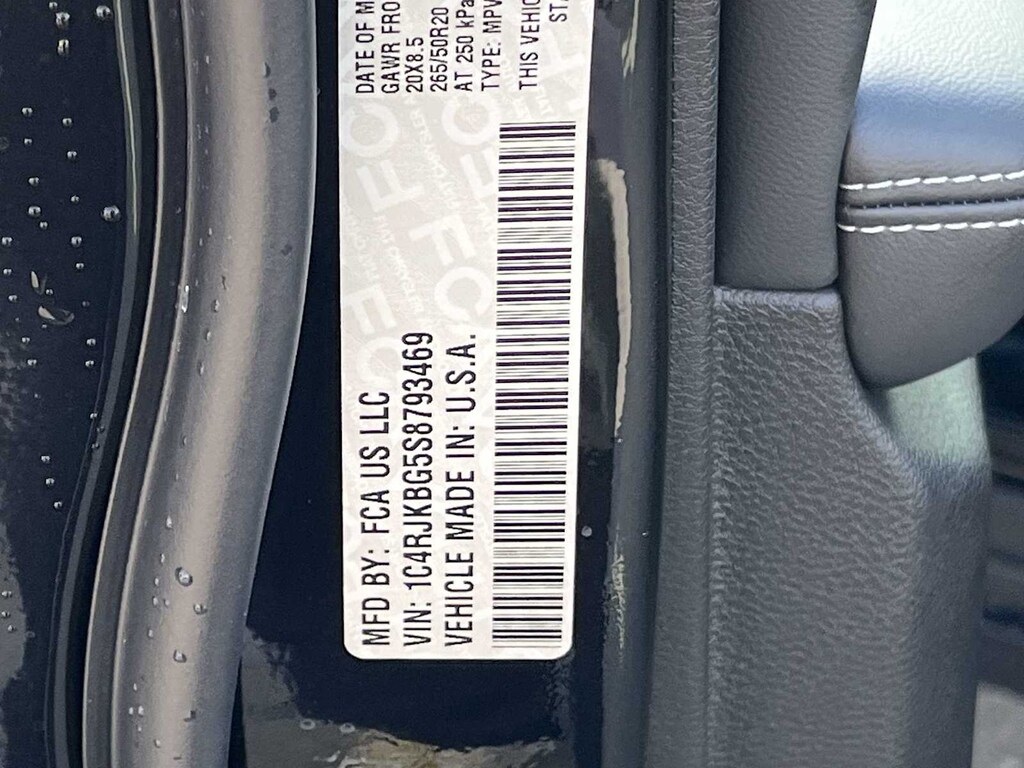 MFD BY: FCA US LLC
DATE OF M
VIN: 1C4RJKBG5S8793469
GAWR FRO
20X8.5
VEHICLE MADE IN: U.S.A.
265/50R20
AT 250 kPa
TYPE: MPV
THIS VEHIC